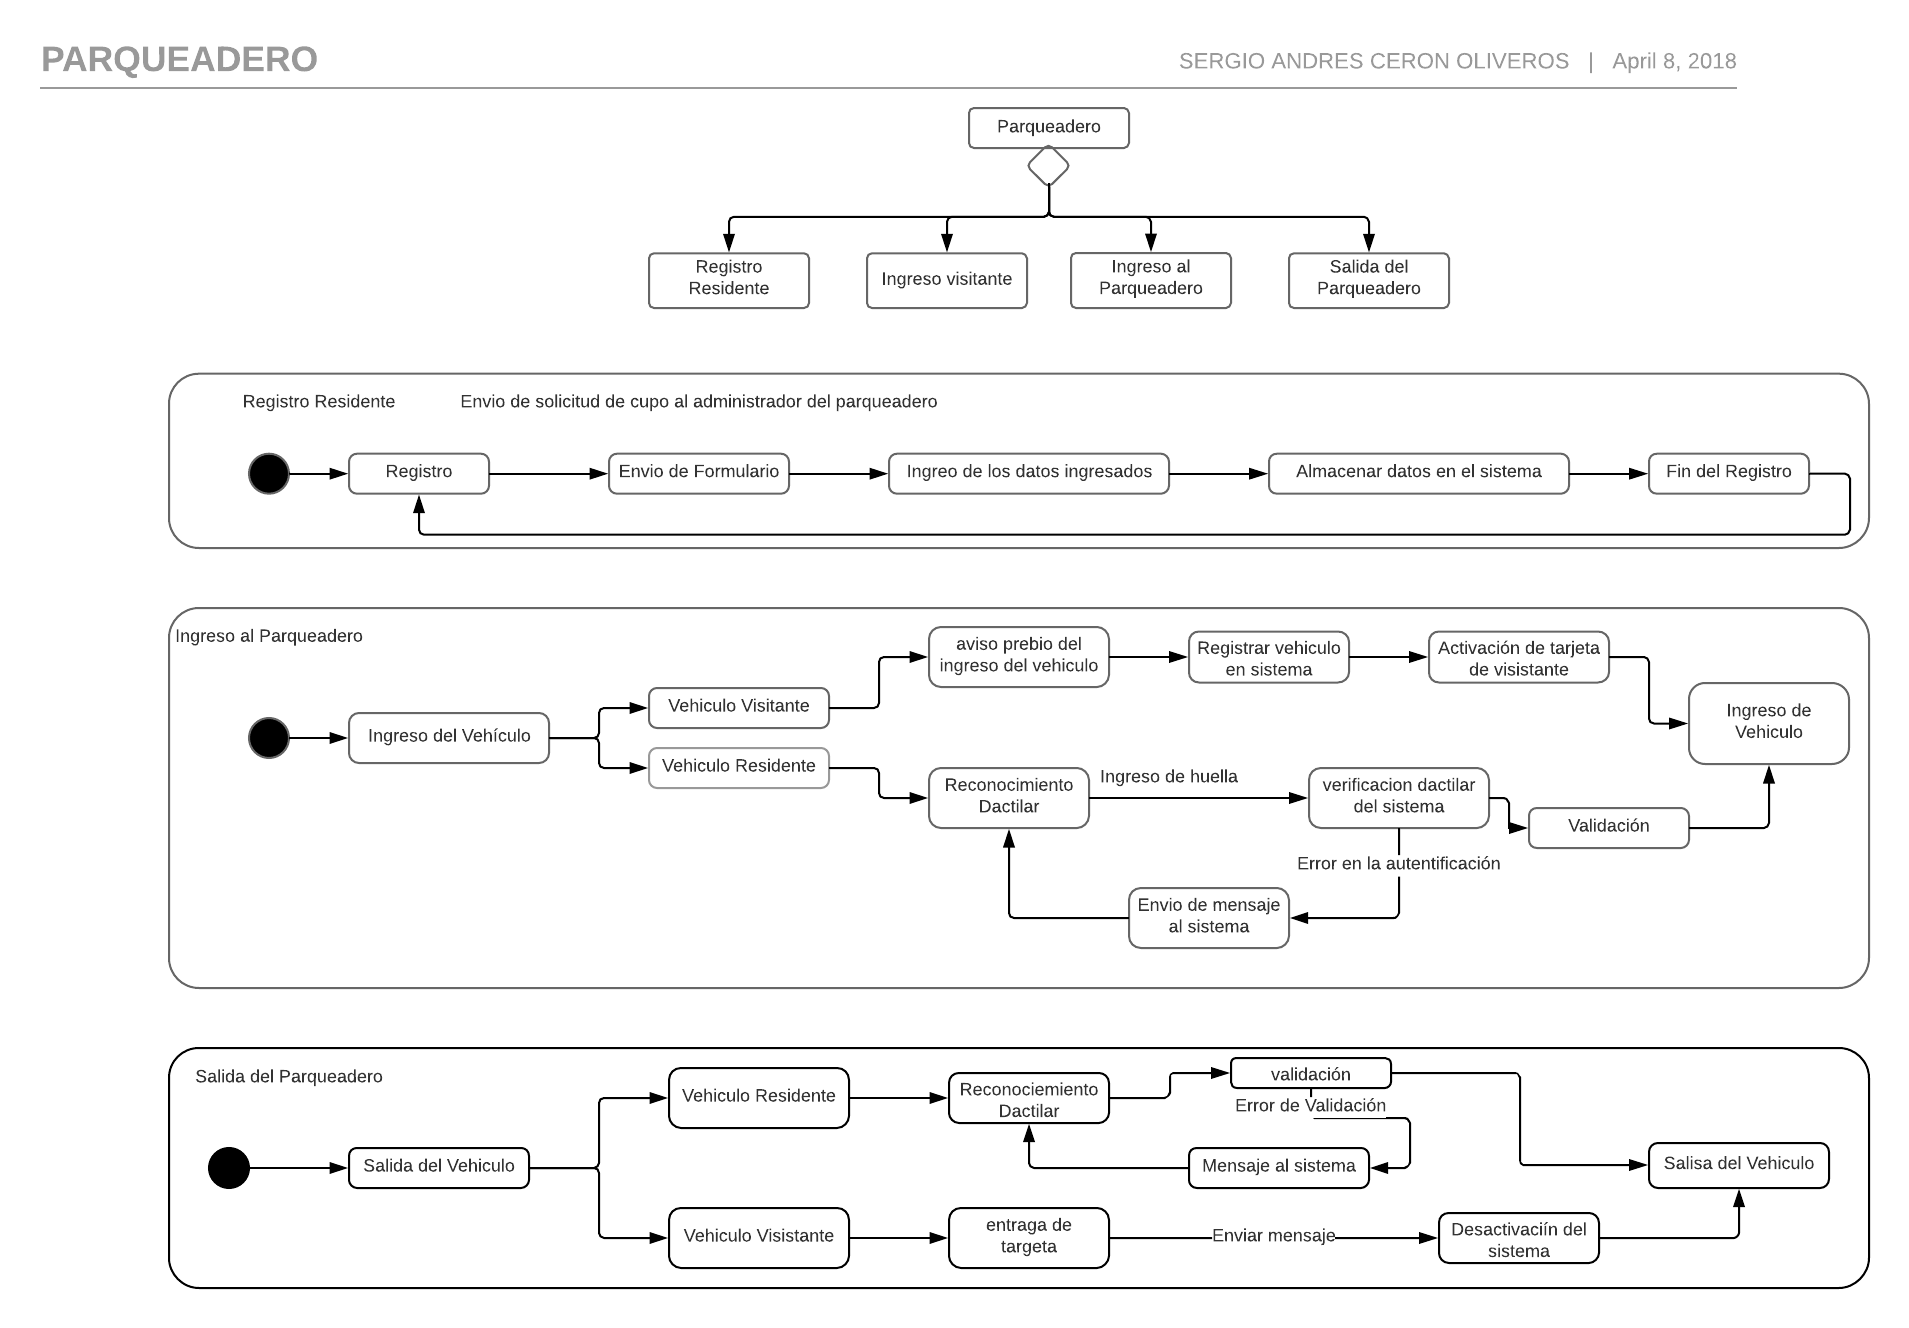 PARQUEADERO
SERGIO ANDRES CERON OLIVEROS | April 8, 2018
Parqueadero
Registro
Residente
Ingreso visitante
Ingreso al
Parqueadero
Salida del
Parqueadero
Registro Residente
Envio de solicitud de cupo al administrador del parqueadero
Registro
Envio de Formulario
Ingreo de los datos ingresados
Almacenar datos en el sistema
Fin del Registro
Ingreso al Parqueadero
Ingreso del Vehículo
Vehiculo Visitante
Vehiculo Residente
aviso prebio del
ingreso del vehiculo
Registrar vehiculo
en sistema
Activación de tarjeta
de visistante
Ingreso de
Vehiculo
Reconocimiento
Dactilar
Ingreso de huella
verificacion dactilar
del sistema
Validación
Error en la autentificación
Envio de mensaje
al sistema
Salida del Parqueadero
Salida del Vehiculo
Vehiculo Residente
Reconociemiento
Dactilar
validación
Error de Validación
Mensaje al sistema
Salisa del Vehiculo
Vehiculo Visistante
entraga de
targeta
Enviar mensaje
Desactivaciín del
sistema